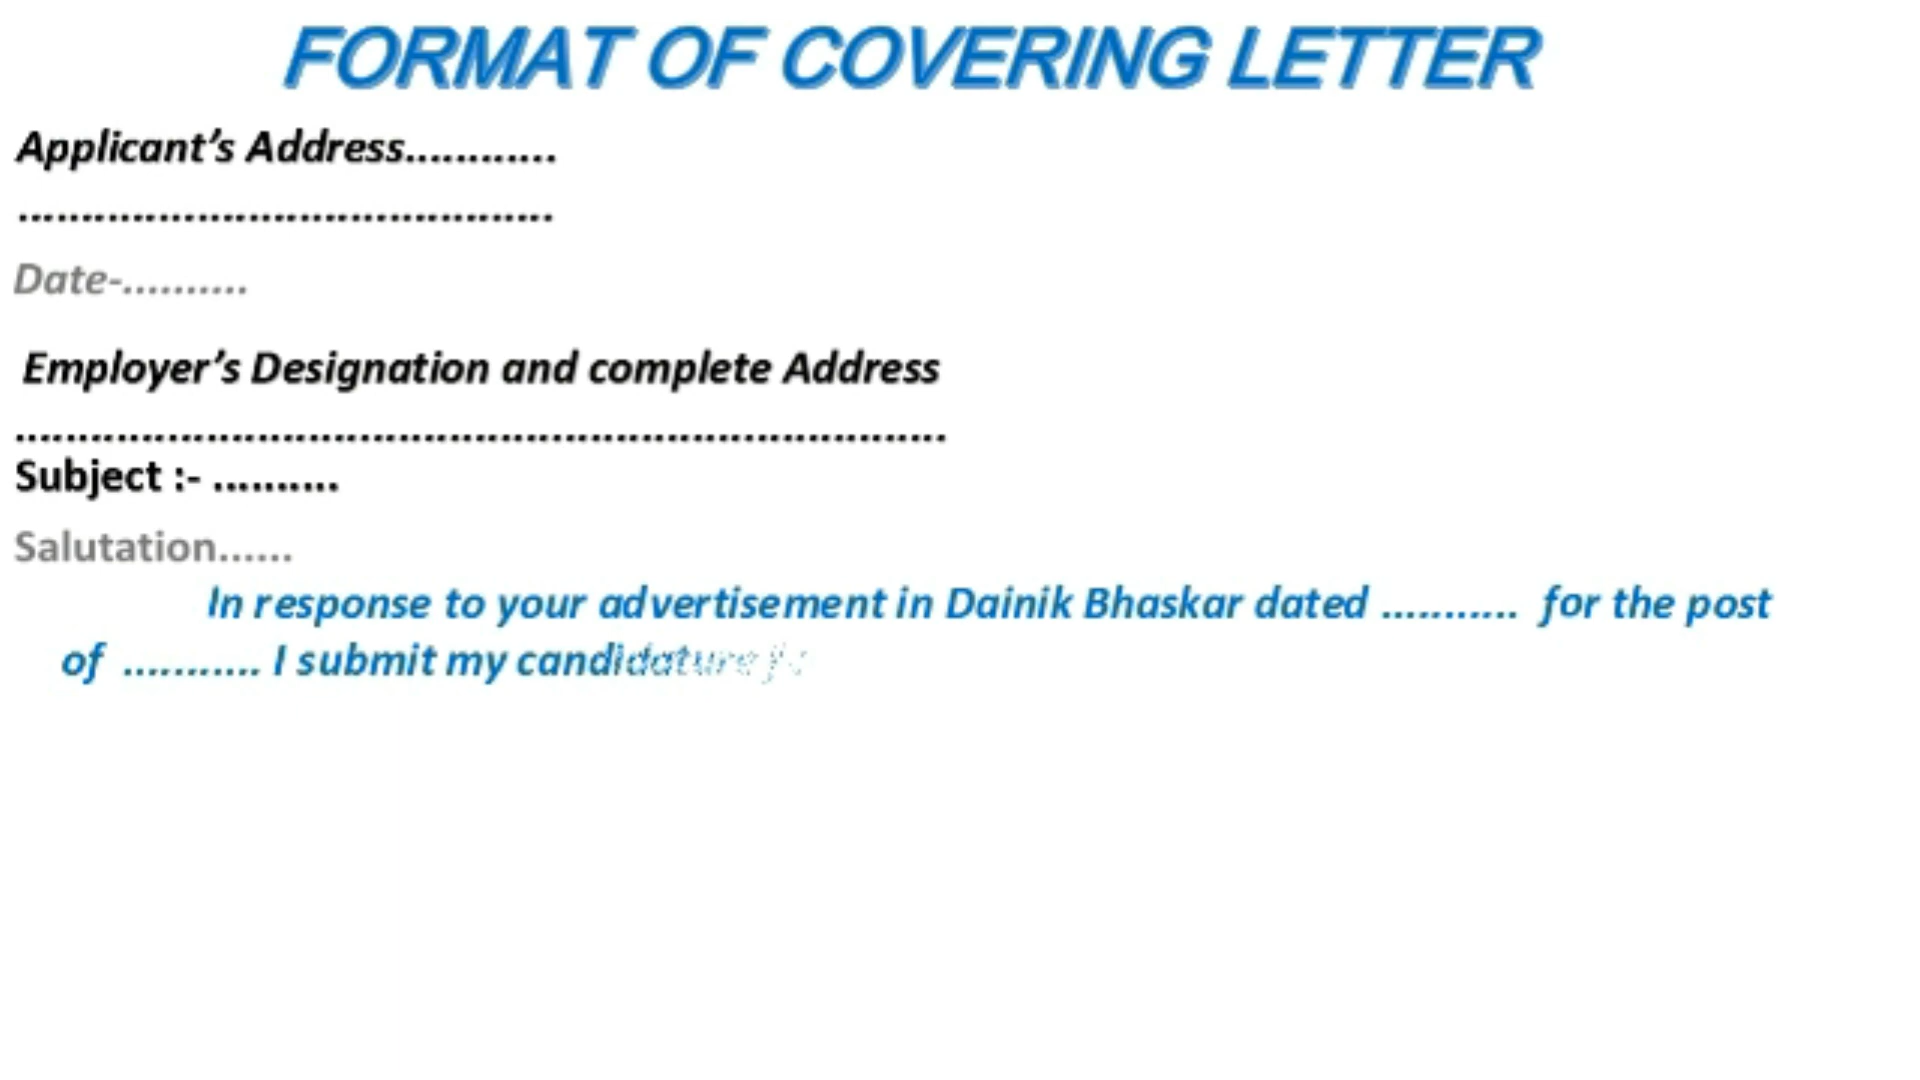 FORMAT OF COVERING LETTER
Applicant’s Address............
..........................................
Date-..........
Employer’s Designation and complete Address
.........................................................................
Subject :- ..........
Salutation......
In response to your advertisement in Dainik Bhaskar dated ........... for the post
of ........... I submit my candidature